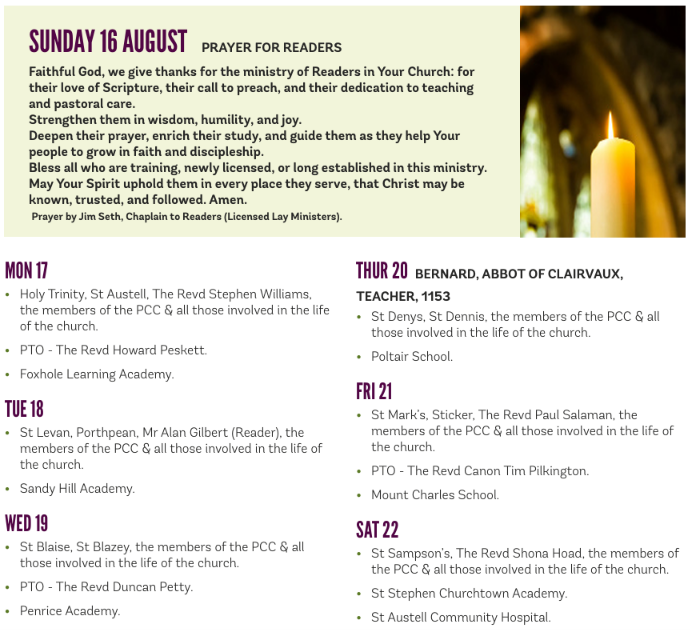 SUNDAY 16 AUGUST PRAYER FOR READERS
Faithful God, we give thanks for the ministry of Readers in Your Church: for
their love of Scripture, their call to preach, and their dedication to teaching
and pastoral care.
Strengthen them in wisdom, humility, and joy.
Deepen their prayer, enrich their study, and guide them as they help Your
people to grow in faith and discipleship.
Bless all who are training, newly licensed, or long established in this ministry.
May Your Spirit uphold them in every place they serve, that Christ may be
known, trusted, and followed. Amen.
Prayer by Jim Seth, Chaplain to Readers (Licensed Lay Ministers).
MON 17
• Holy Trinity, St Austell, The Revd Stephen Williams,
the members of the PCC & all those involved in the life
of the church.
• PTO - The Revd Howard Peskett.
• Foxhole Learning Academy.
TUE 18
• St Levan, Porthpean, Mr Alan Gilbert (Reader), the
members of the PCC & all those involved in the life of
the church.
• Sandy Hill Academy.
WED 19
• St Blaise, St Blazey, the members of the PCC & all
those involved in the life of the church.
• PTO - The Revd Duncan Petty.
• Penrice Academy.
THUR 20 BERNARD, ABBOT OF CLAIRVAUX,
TEACHER, 1153
• St Denys, St Dennis, the members of the PCC & all
those involved in the life of the church.
• Poltair School.
FRI 21
• St Mark's, Sticker, The Revd Paul Salaman, the
members of the PCC & all those involved in the life of
the church.
• PTO - The Revd Canon Tim Pilkington.
• Mount Charles School.
SAT 22
• St Sampson's, The Revd Shona Hoad, the members of
the PCC & all those involved in the life of the church.
• St Stephen Churchtown Academy.
• St Austell Community Hospital.